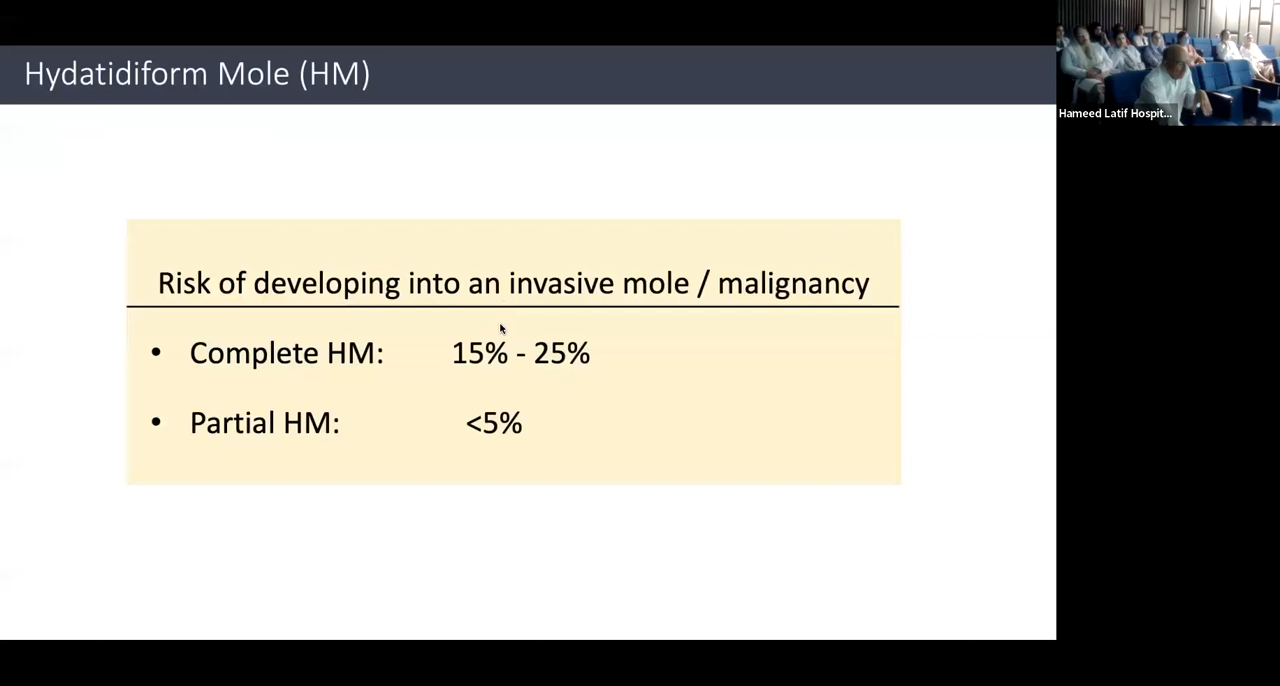 Hydatidiform Mole (HM)
Hameed Latif Hospit...
Risk of developing into an invasive mole / malignancy
• Complete HM: 15% - 25%
• Partial HM: <5%